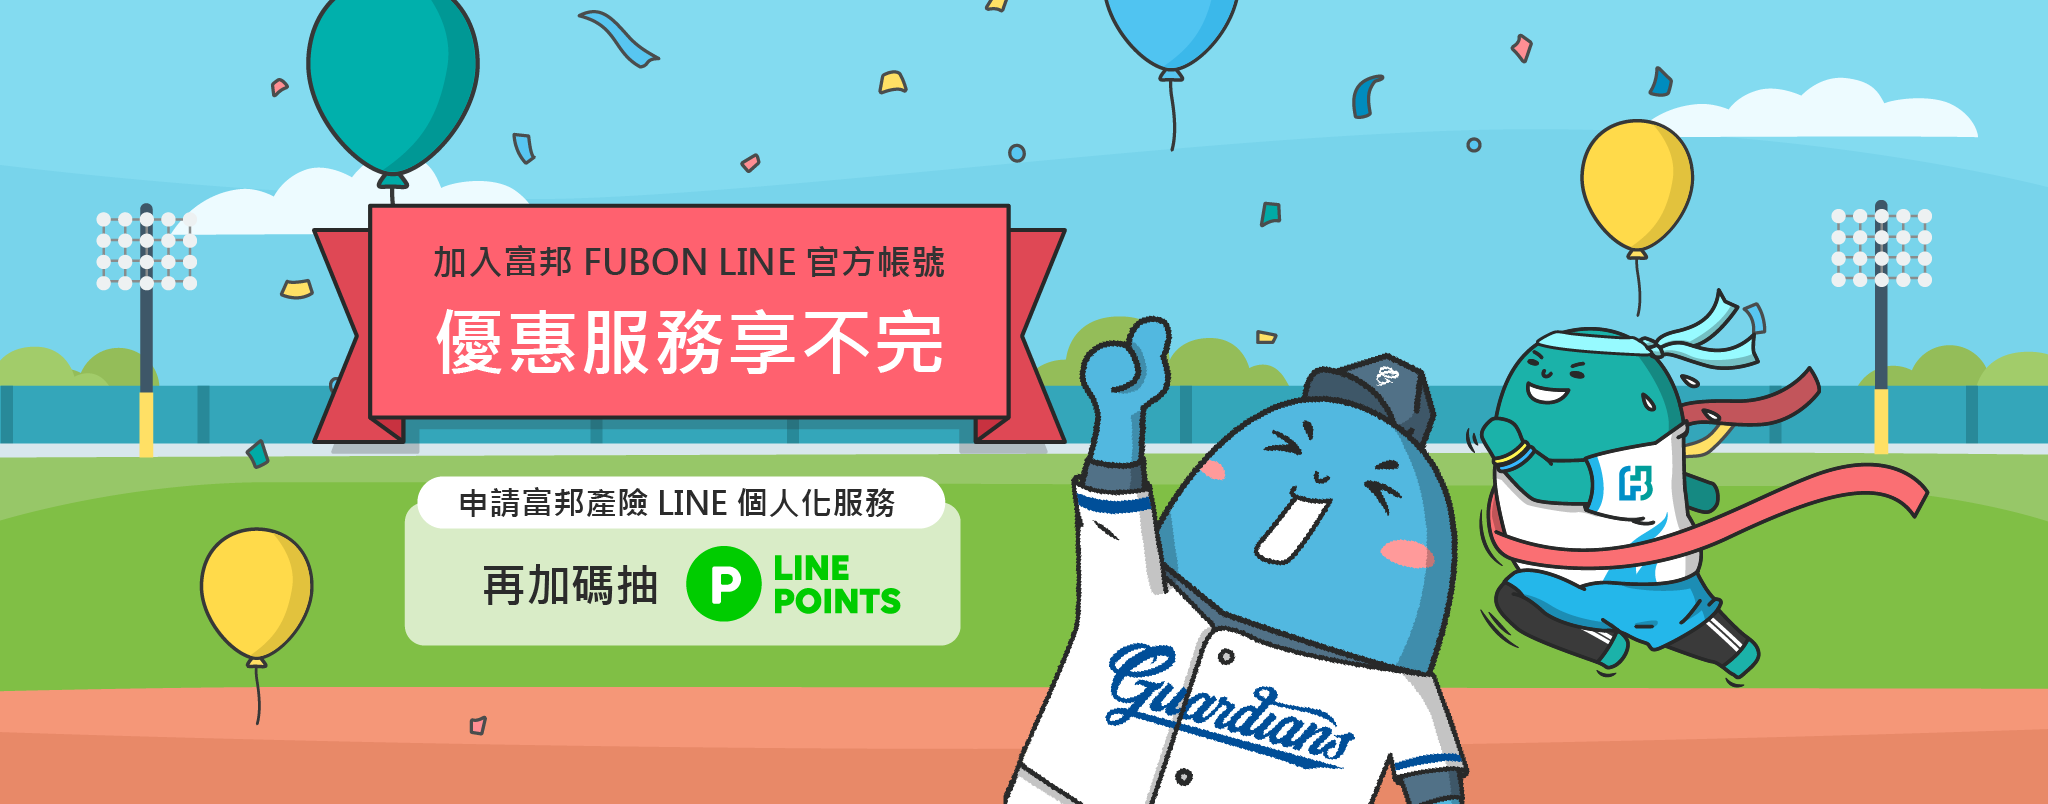 加入富邦 FUBON LINE 官方帳號
優惠服務享不完
申請富邦產險 LINE 個人化服務
再加碼抽 P LINE POINTS
G
Guardians